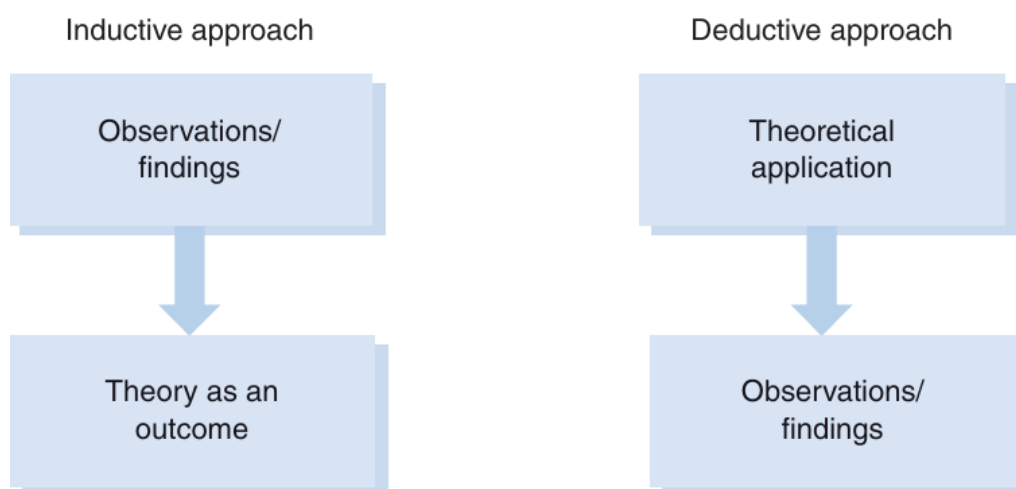 Inductive approach
Observations/
findings
Theory as an
outcome
Deductive approach
Theoretical
application
Observations/
findings